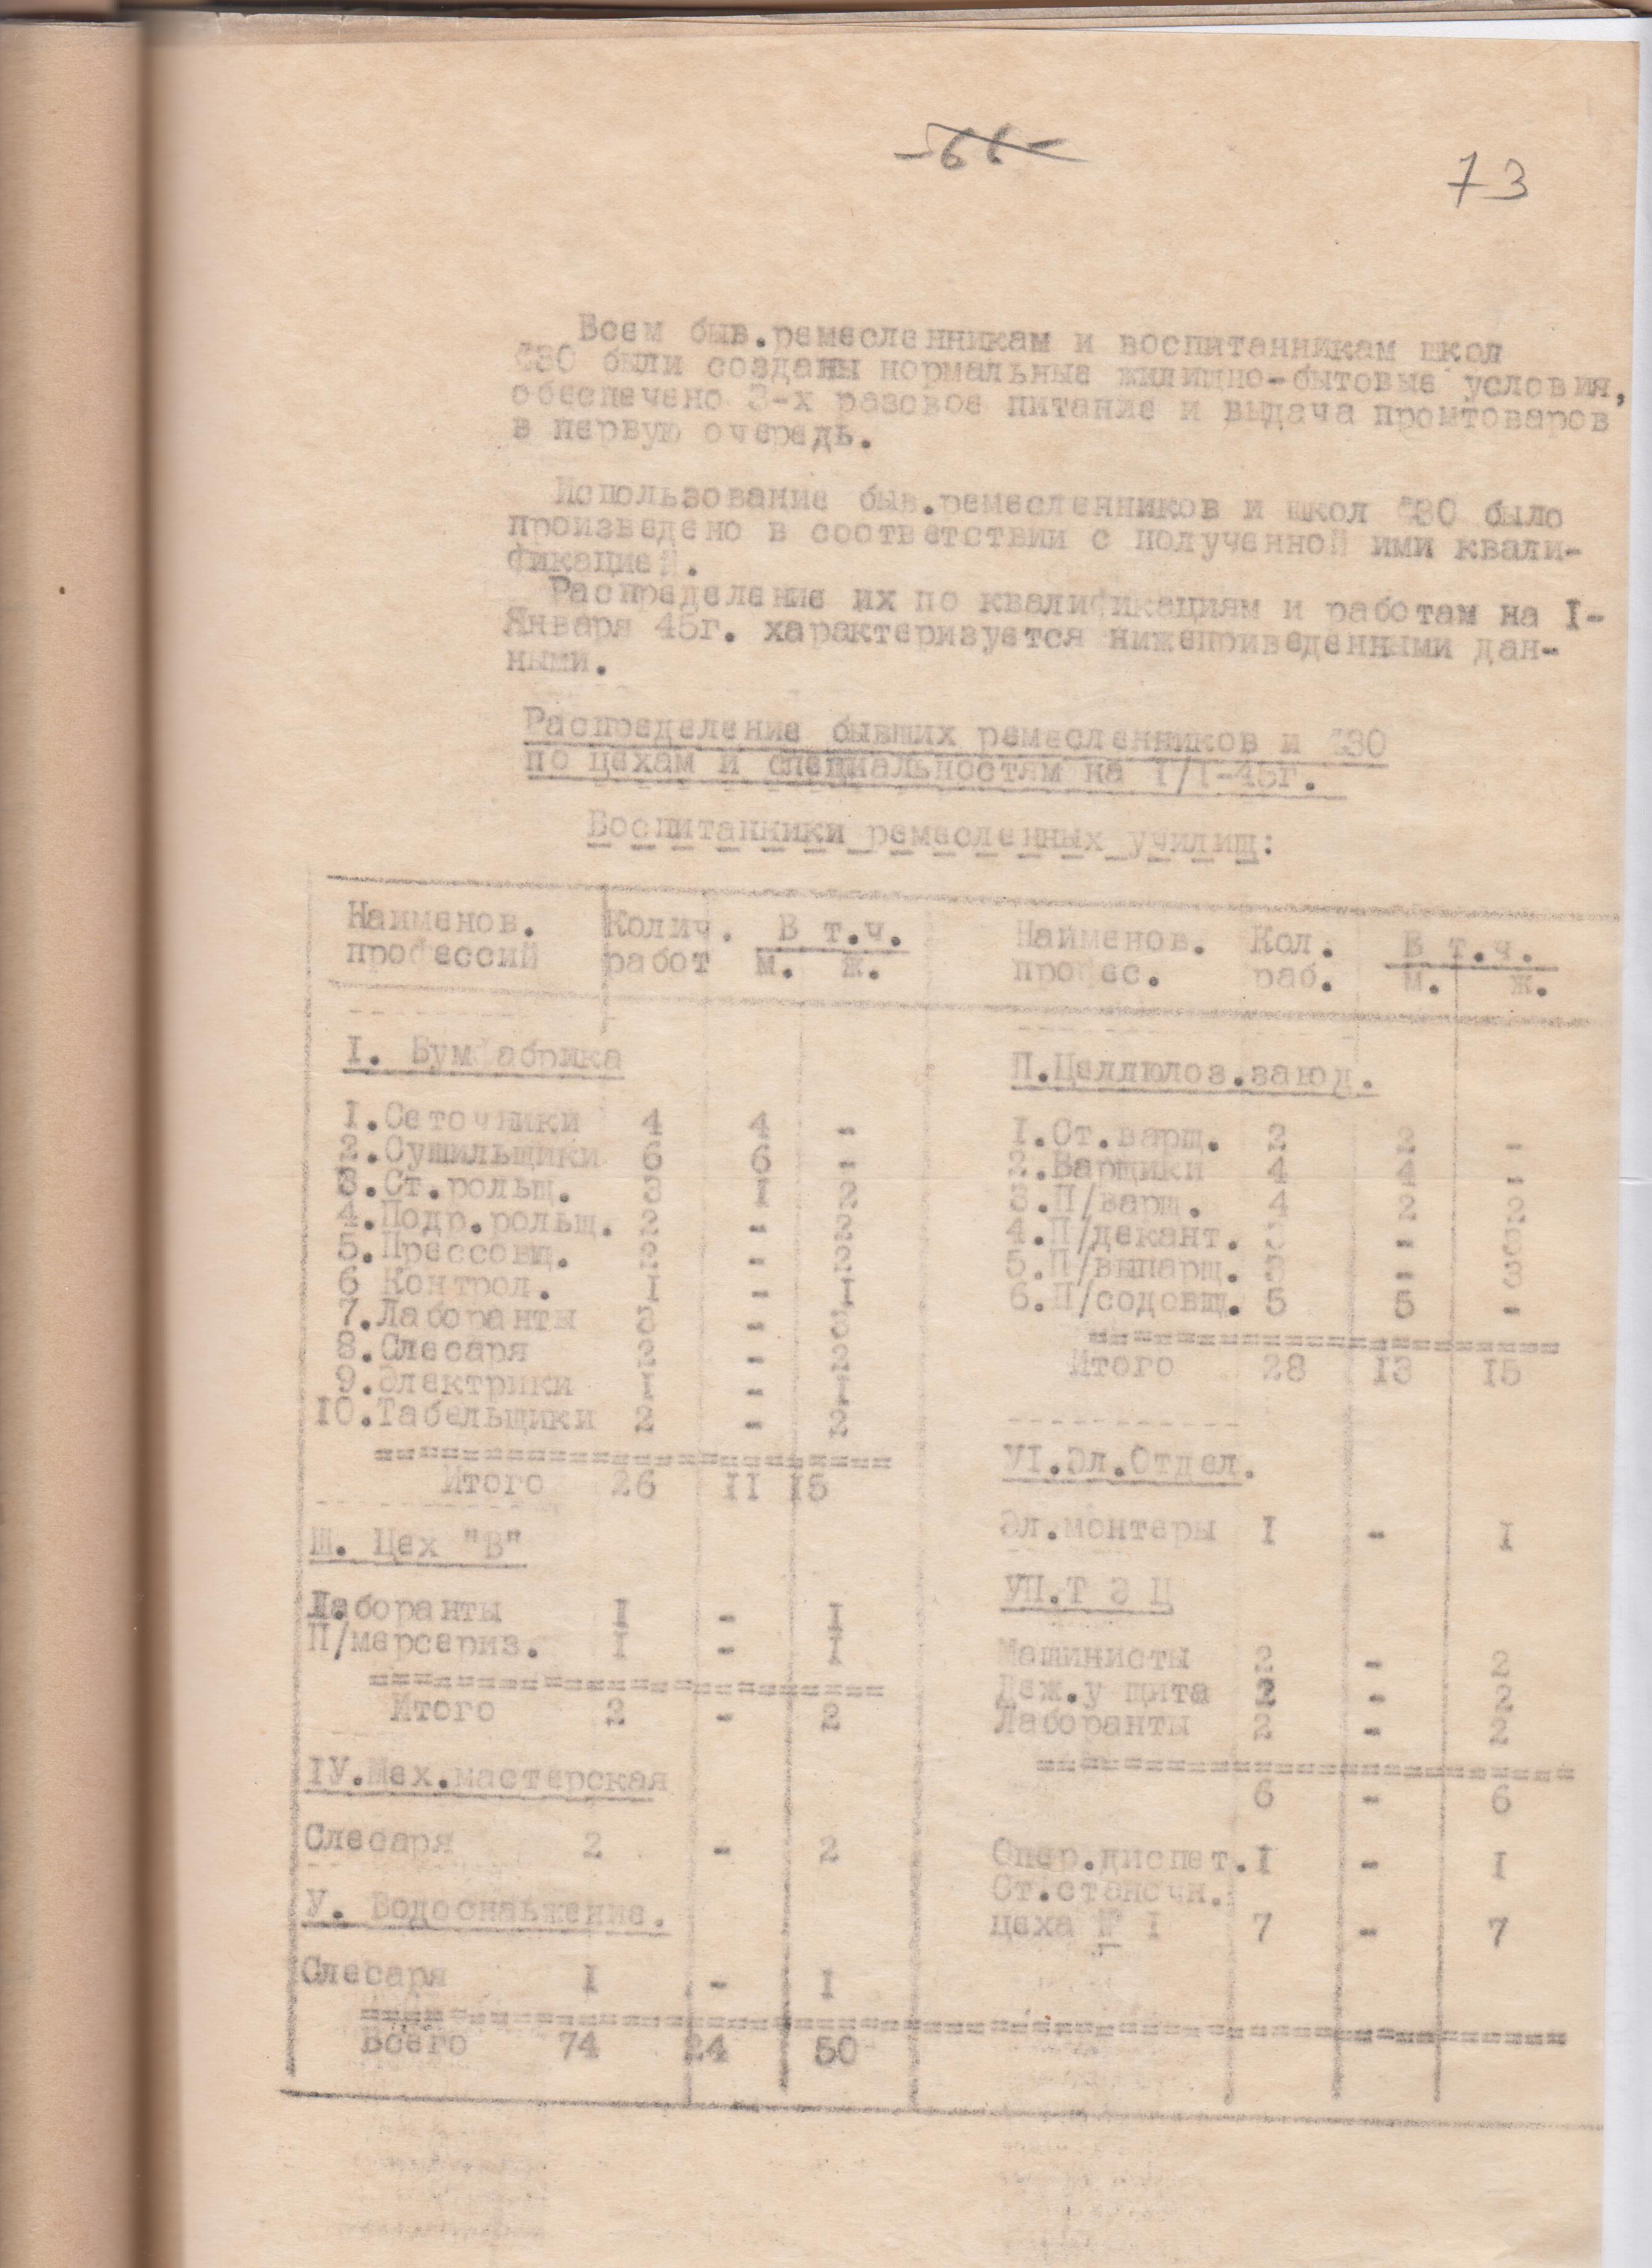 -66-
73
Всем быв.ремесленникам и воспитанникам школ
ФЗО были созданы нормальные жилищно-бытовые условия,
обеспечено 3-х разовое питание и выдача промтоваров
в первую очередь.
Использование быв.ремесленников и школ ФЗО было
произведено в соответствии с полученной ими квали-
фикацией.
Распределение их по квалификациям и работам на I-
Января 45г. характеризуется нижеприведенными дан-
ными.
Распределение бывших ремесленников и ФЗО
по цехам и специальностям на I/I-45г.
Воспитанники ремесленных училищ:
Наименов. Колич. В т.ч.
профессий работ м. ж.
I. Бумфабрика
1.Сеточники 4 4 -
2.Сушильщики 6 6 -
3.Ст.рольщ. 3 1 2
4.Подр.рольщ. 2 - 2
5.Прессовщ. 2 - 2
6 Контрол. I - I
7.Лаборанты 3 - 3
8.Слесаря 2 - 2
9.Электрики I - I
10.Табельщики 2 - 2
Итого 26 II 15
Ш. Цех "В"
Лаборанты I - I
П/мерсериз. I - I
Итого 2 - 2
IУ.Мех.мастерская
Слесаря 2 - 2
У. Водоснабжение.
Слесаря I - I
Всего 74 24 50
Наименов. Кол. В т.ч.
профес. раб. м. ж.
П.Целлюлоз.завод.
I.Ст.варщ. 2 2 -
2.Варщики 4 4 -
3.П/варщ. 4 2 2
4.П/декант. -
5.П/выпарщ. -
6.П/содовщ. 5 5 -
Итого 28 I3 I5
УI.Эл.Отдел.
Эл.монтеры I - I
УП.Т Э Ц
Машинисты 2 - 2
Деж.у щита 2 - 2
Лаборанты 2 - 2
6 - 6
Опер.диспет. I - I
Ст.
цеха № I 7 - 7